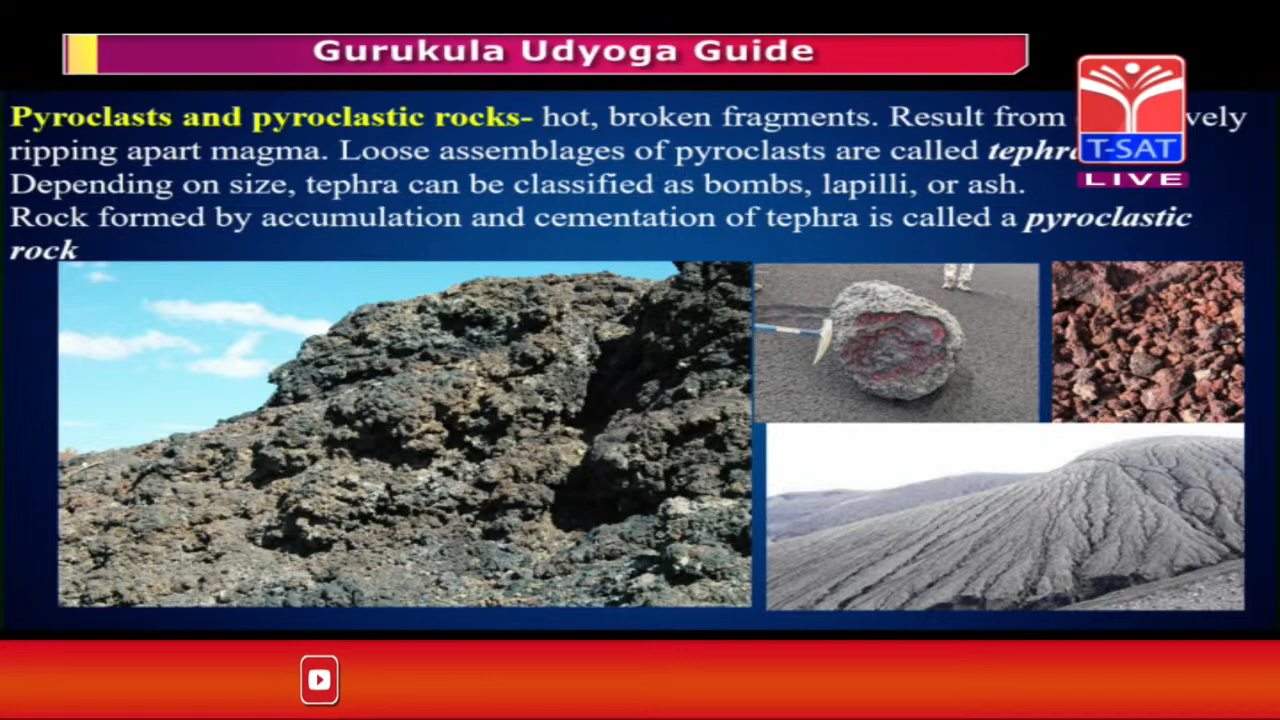 Gurukula Udyoga Guide
Pyroclasts and pyroclastic rocks- hot, broken fragments. Result from
ripping apart magma. Loose assemblages of pyroclasts are called
Depending on size, tephra can be classified as bombs, lapilli, or ash.
Rock formed by accumulation and cementation of tephra is called a pyroclastic
rock
T-SAT
LIVE